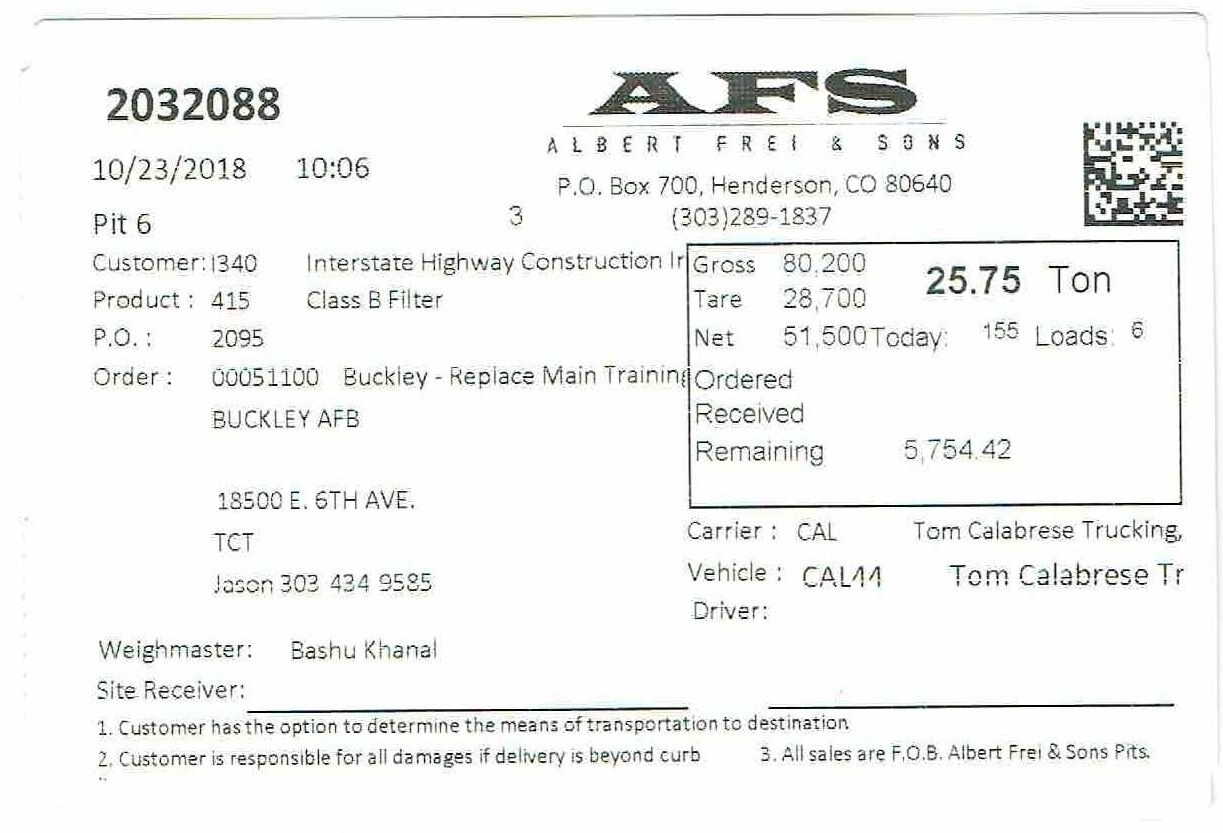 2032088
AFS
ALBERT FREI & SONS
10/23/2018 10:06
P.O. Box 700, Henderson, CO 80640
Pit 6 3 (303)289-1837
Customer: I340 Interstate Highway Construction Ir
Gross 80,200 25.75 Ton
Product : 415 Class B Filter
Tare 28,700
P.O. : 2095
Net 51,500 Today: 155 Loads: 6
Order : 00051100 Buckley - Replace Main Training
Ordered
BUCKLEY AFB
Received
Remaining 5,754.42
18500 E. 6TH AVE.
Carrier : CAL Tom Calabrese Trucking,
TCT
Vehicle : CAL44 Tom Calabrese Tr
Jason 303 434 9585
Driver:
Weighmaster: Bashu Khanal
Site Receiver:
1. Customer has the option to determine the means of transportation to destination
2. Customer is responsible for all damages if delivery is beyond curb 3. All sales are F.O.B. Albert Frei & Sons Pits.